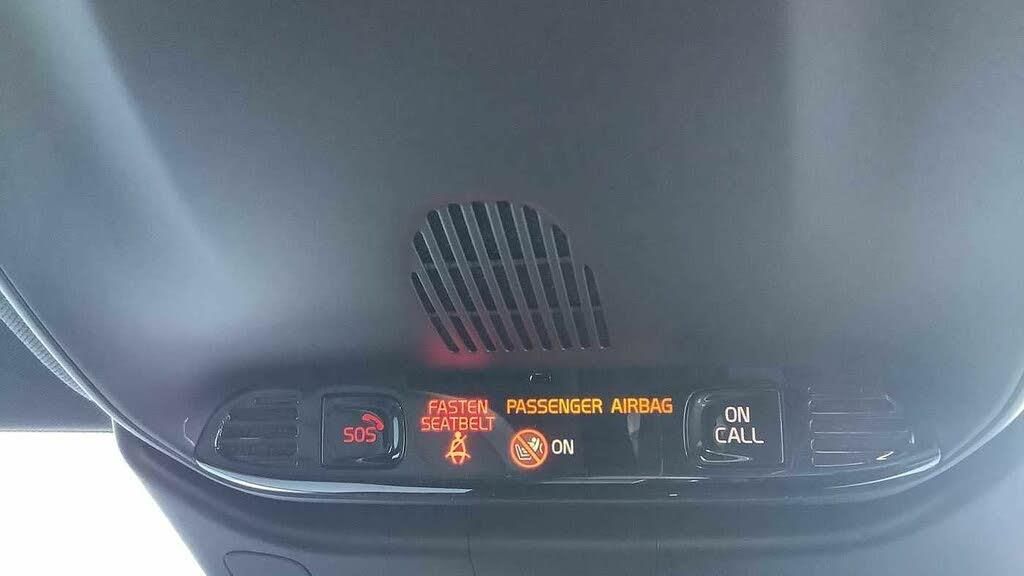 SOS
FASTEN
SEATBELT
PASSENGER AIRBAG
ON
ON
CALL